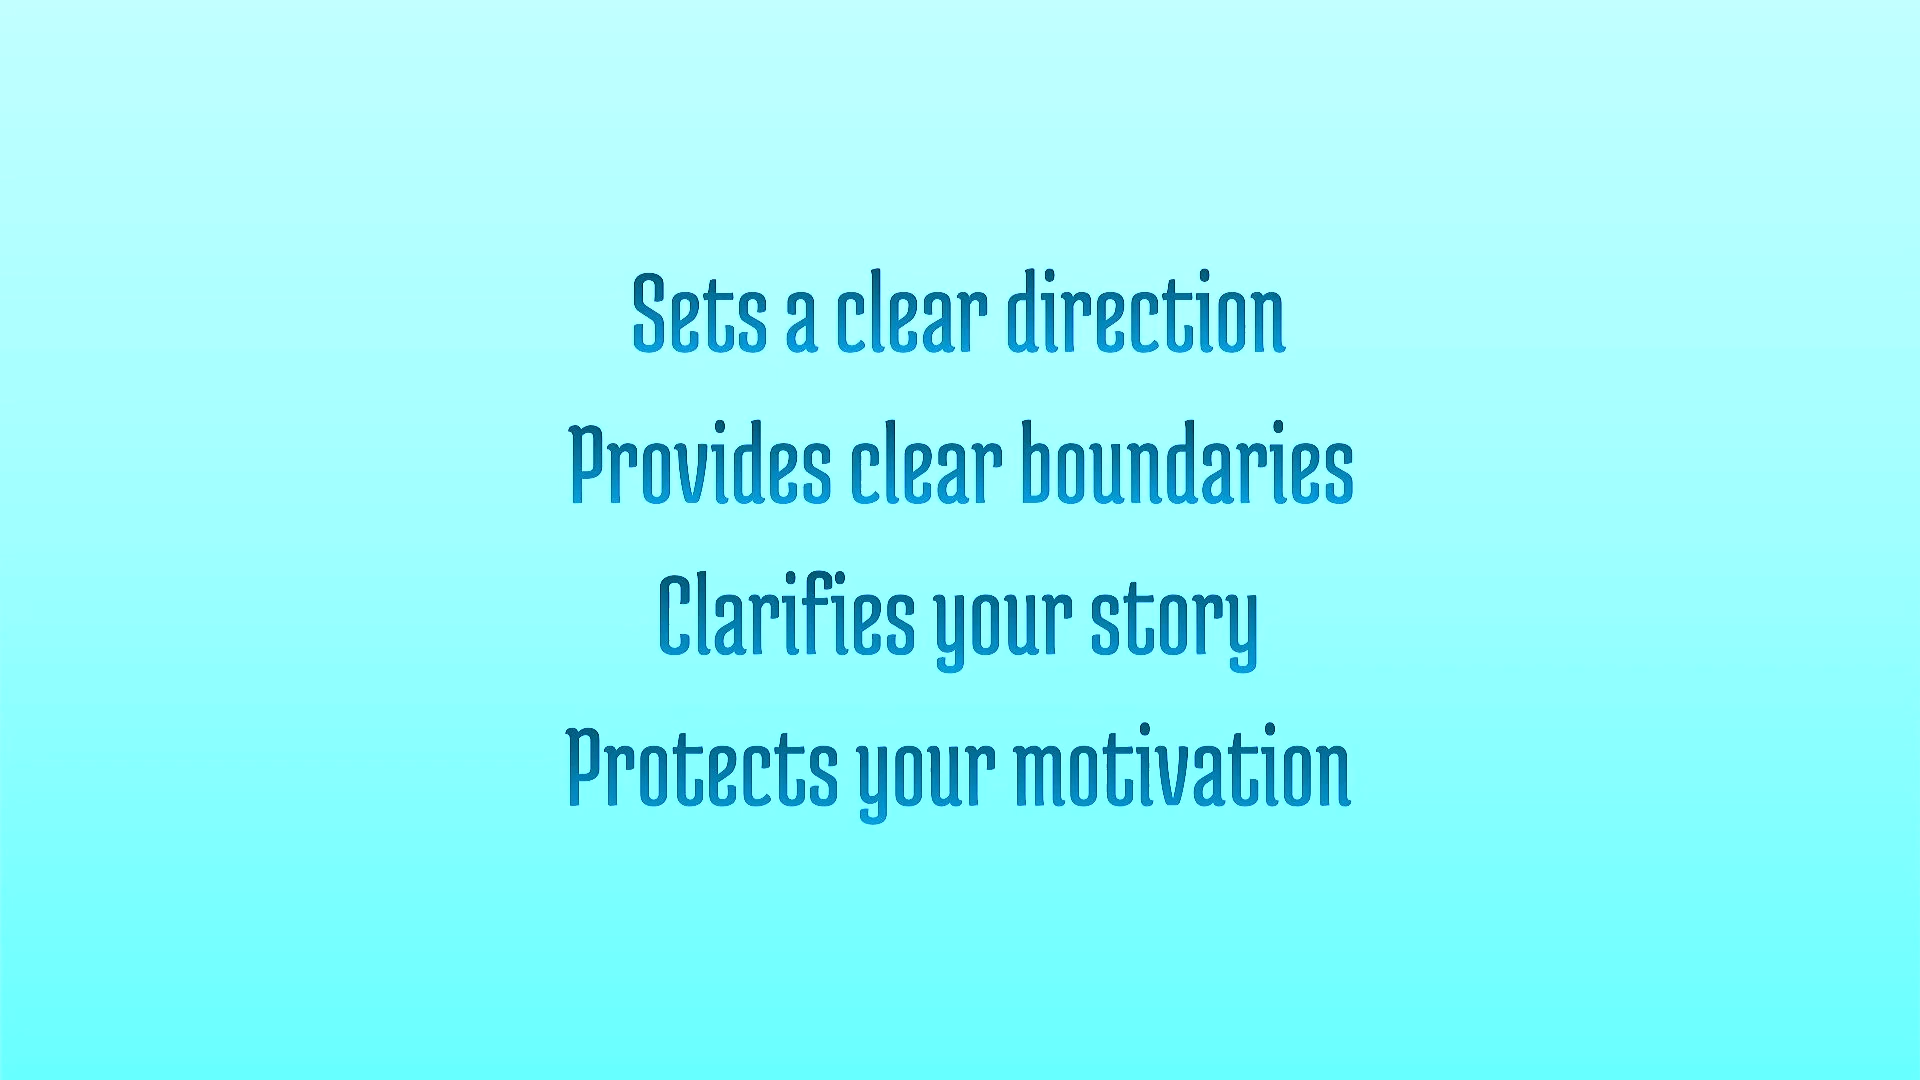 Sets a clear direction
Provides clear boundaries
Clarifies your story
Protects your motivation